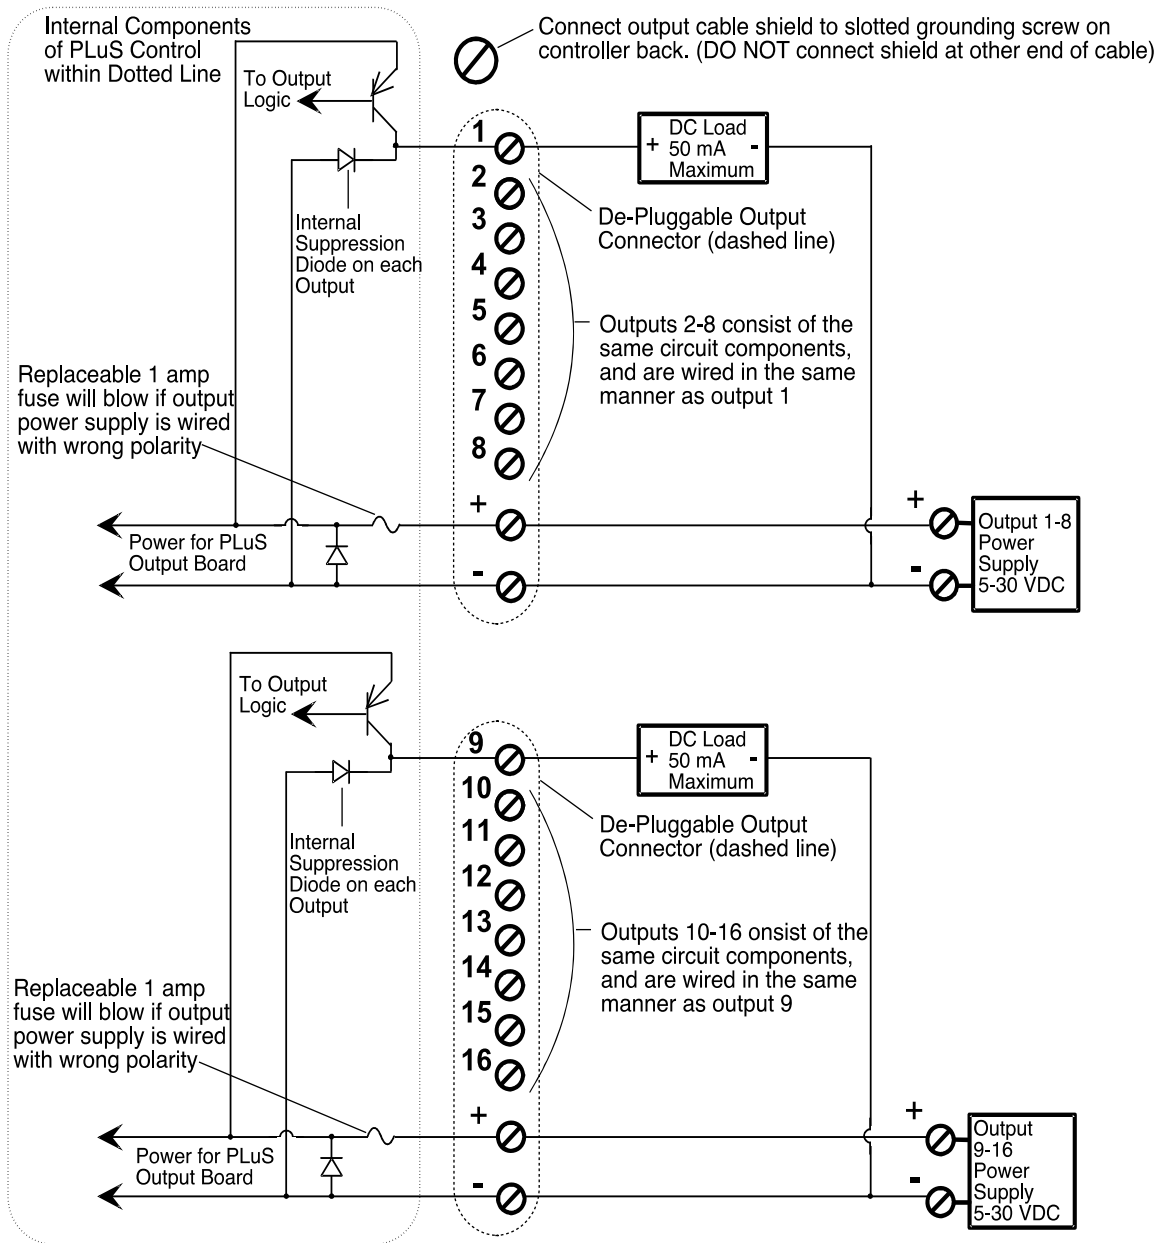 Internal Components
of PLuS Control
within Dotted Line
Connect output cable shield to slotted grounding screw on
controller back. (DO NOT connect shield at other end of cable)
To Output
Logic
1
2
3
4
5
6
7
8
+
-
+ DC Load -
50 mA
Maximum
De-Pluggable Output
Connector (dashed line)
Internal
Suppression
Diode on each
Output
Outputs 2-8 consist of the
same circuit components,
and are wired in the same
manner as output 1
Replaceable 1 amp
fuse will blow if output
power supply is wired
with wrong polarity
Power for PLuS
Output Board
+
-
Output 1-8
Power
Supply
5-30 VDC
To Output
Logic
9
10
11
12
13
14
15
16
+
-
+ DC Load -
50 mA
Maximum
De-Pluggable Output
Connector (dashed line)
Internal
Suppression
Diode on each
Output
Outputs 10-16 onsist of the
same circuit components,
and are wired in the same
manner as output 9
Replaceable 1 amp
fuse will blow if output
power supply is wired
with wrong polarity
Power for PLuS
Output Board
+
-
Output
9-16
Power
Supply
5-30 VDC